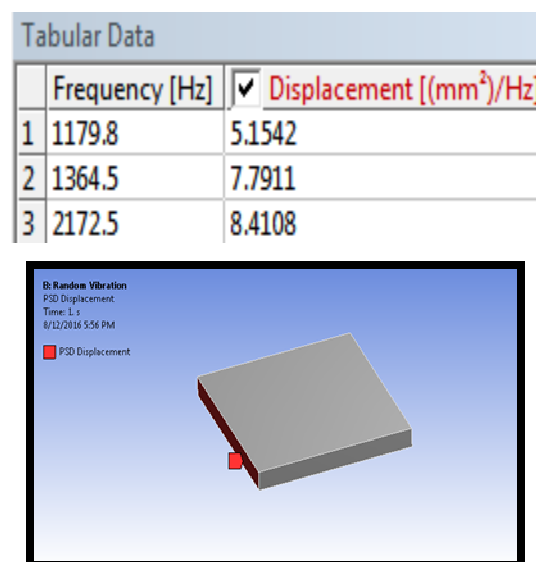 Tabular Data
Frequency [Hz] Displacement [(mm²)/Hz]
1 1179.8 5.1542
2 1364.5 7.7911
3 2172.5 8.4108
B: Random Vibration
PSD Displacement
Time: 1. s
8/12/2016 5:56 PM
PSD Displacement